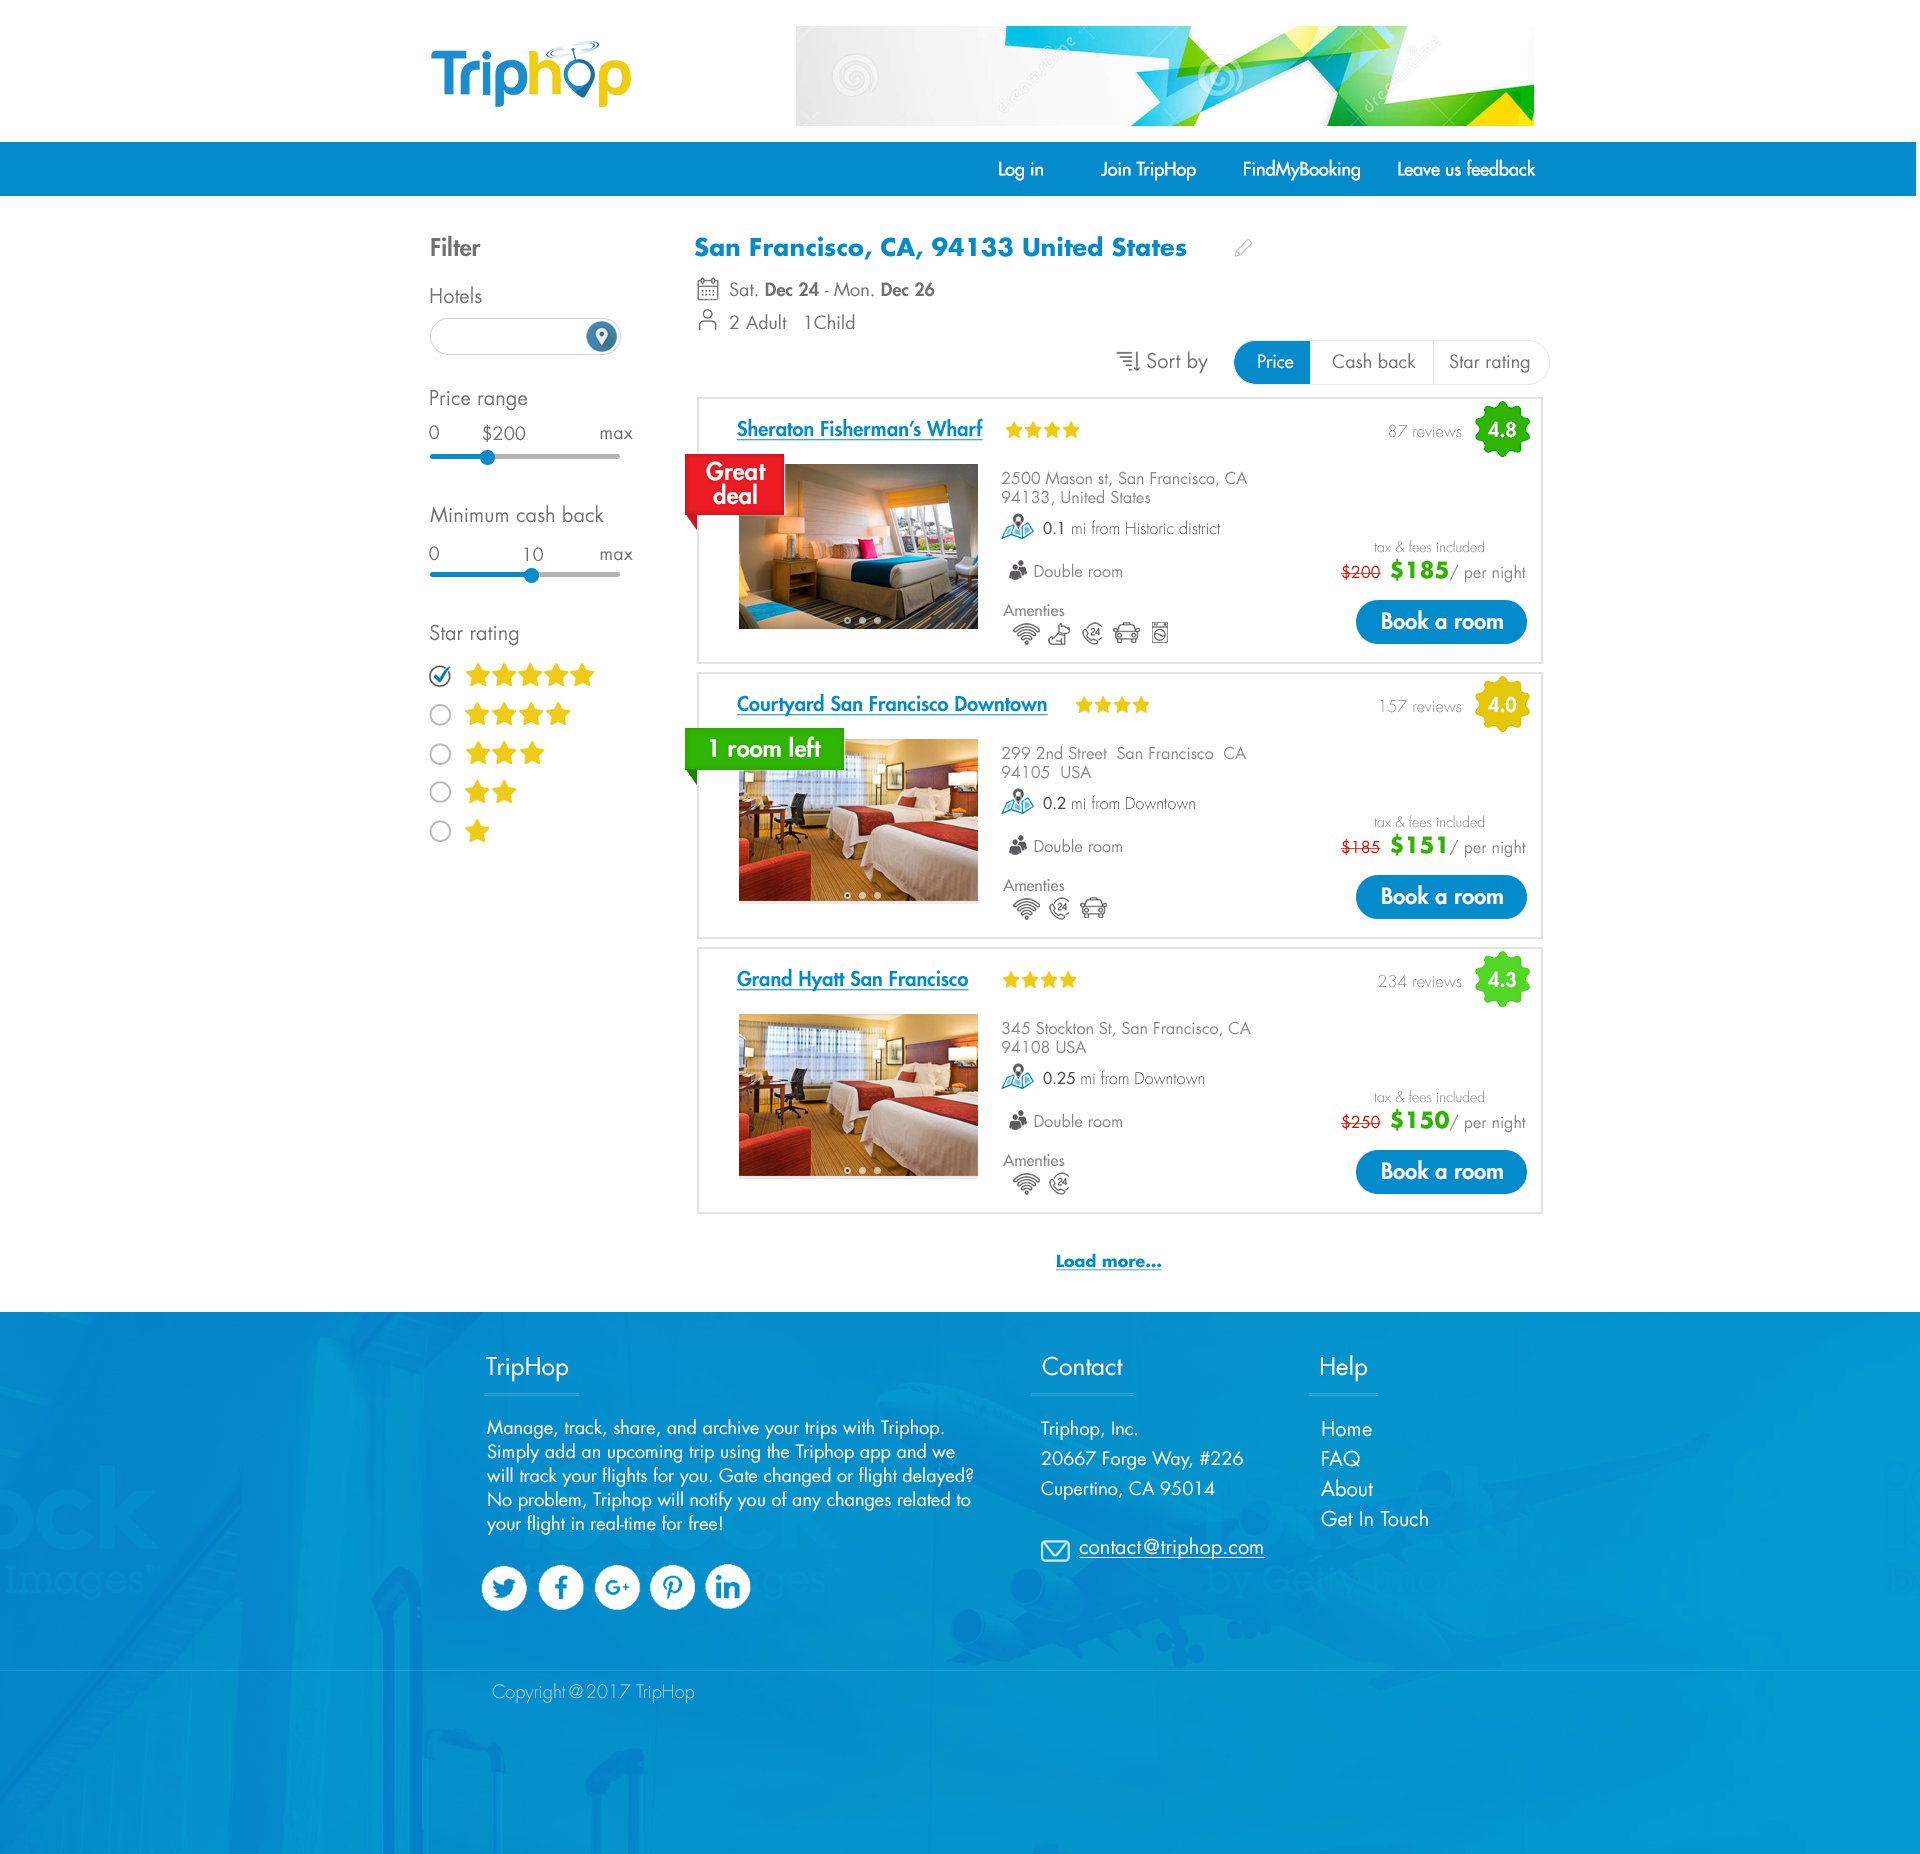 Triphop
dreamstime
dreamstime
Log in Join TripHop FindMyBooking Leave us feedback
Filter
Hotels
Price range
0 $200 max
Minimum cash back
0 10 max
Star rating
San Francisco, CA, 94133 United States
Sat. Dec 24 - Mon. Dec 26
2 Adult 1Child
Sort by Price Cash back Star rating
Sheraton Fisherman's Wharf 87 reviews 4.8
Great
deal
2500 Mason st, San Francisco, CA
94133, United States
0.1 mi from Historic district
Double room
Amenties
24
tax & fees included
$200 $185/ per night
Book a room
Courtyard San Francisco Downtown 157 reviews 4.0
1 room left
299 2nd Street San Francisco CA
94105 USA
0.2 mi from Downtown
Double room
Amenties
24
tax & fees included
$185 $151/ per night
Book a room
Grand Hyatt San Francisco 234 reviews 4.3
345 Stockton St, San Francisco, CA
94108 USA
0.25 mi from Downtown
Double room
Amenties
24
tax & fees included
$250 $150/ per night
Book a room
Load more...
TripHop
Manage, track, share, and archive your trips with Triphop.
Simply add an upcoming trip using the Triphop app and we
will track your flights for you. Gate changed or flight delayed?
No problem, Triphop will notify you of any changes related to
your flight in real-time for free!
f G+ in
Contact
Triphop, Inc.
20667 Forge Way, #226
Cupertino, CA 95014
contact@triphop.com
Help
Home
FAQ
About
Get In Touch
ock
Images™
Copyright@2017 TripHop